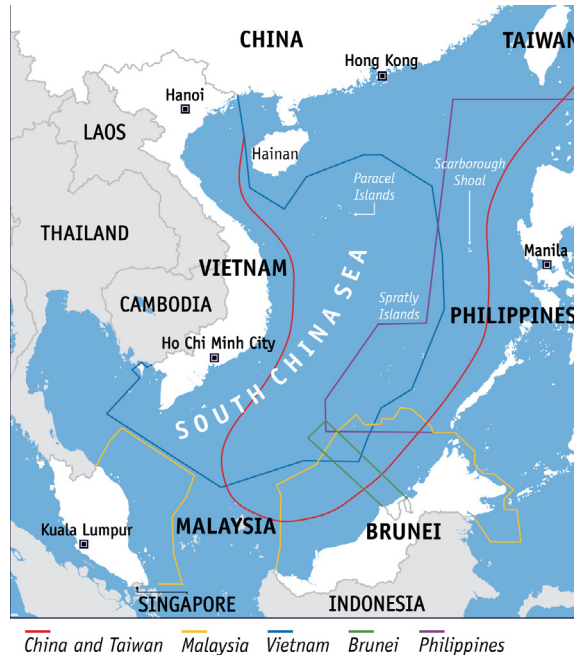 CHINA
TAIWAN
Hong Kong
Hanoi
LAOS
Hainan
Scarborough
Shoal
Paracel
Islands
THAILAND
VIETNAM
Manila
CAMBODIA
Spratly
Islands
PHILIPPINES
Ho Chi Minh City
SOUTH CHINA SEA
Kuala Lumpur
MALAYSIA
BRUNEI
SINGAPORE
INDONESIA
China and Taiwan Malaysia Vietnam Brunei Philippines